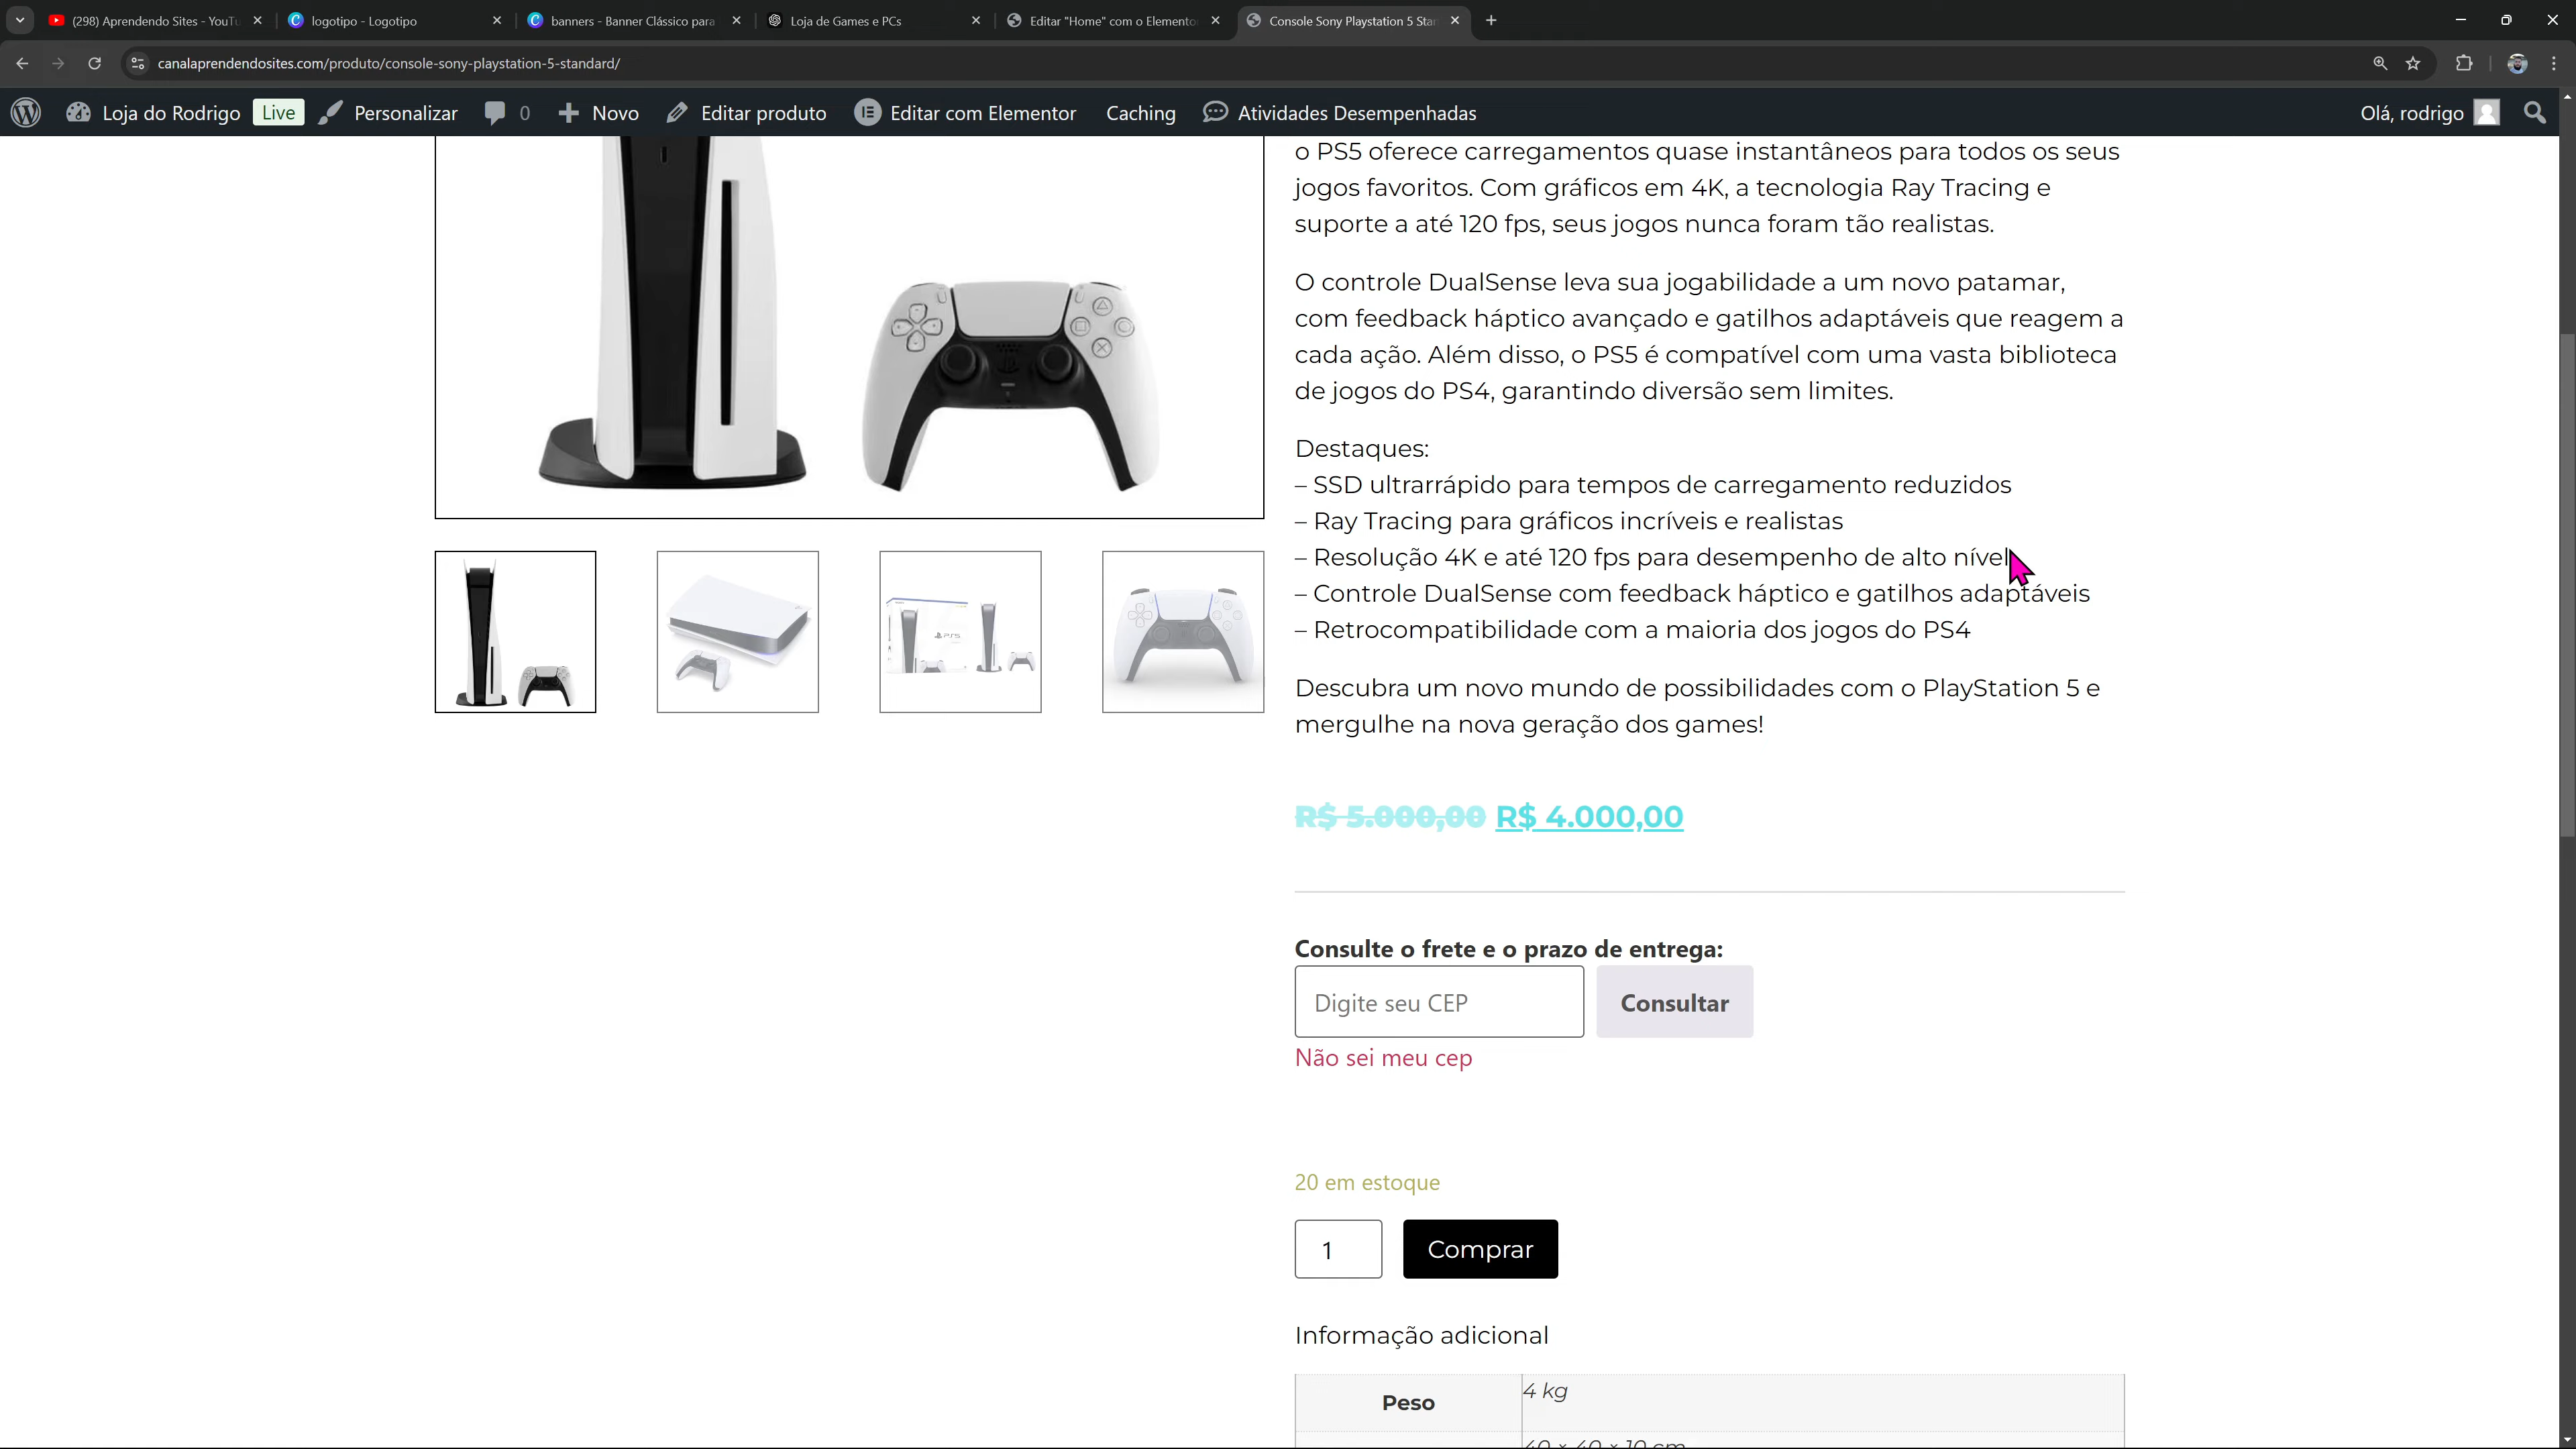 (298) Aprendendo Sites - YouTu
logotipo - Logotipo
banners - Banner Clássico para
Loja de Games e PCs
Editar "Home" com o Elemento
Console Sony Playstation 5 Stan
canalaprendendosites.com/produto/console-sony-playstation-5-standard/
Loja do Rodrigo
Live
Personalizar
0
Novo
Editar produto
Editar com Elementor
Caching
Atividades Desempenhadas
Olá, rodrigo
o PS5 oferece carregamentos quase instantâneos para todos os seus
jogos favoritos. Com gráficos em 4K, a tecnologia Ray Tracing e
suporte a até 120 fps, seus jogos nunca foram tão realistas.
O controle DualSense leva sua jogabilidade a um novo patamar,
com feedback háptico avançado e gatilhos adaptáveis que reagem a
cada ação. Além disso, o PS5 é compatível com uma vasta biblioteca
de jogos do PS4, garantindo diversão sem limites.
Destaques:
– SSD ultrarrápido para tempos de carregamento reduzidos
– Ray Tracing para gráficos incríveis e realistas
– Resolução 4K e até 120 fps para desempenho de alto nível
– Controle DualSense com feedback háptico e gatilhos adaptáveis
– Retrocompatibilidade com a maioria dos jogos do PS4
Descubra um novo mundo de possibilidades com o PlayStation 5 e
mergulhe na nova geração dos games!
R$ 5.000,00 R$ 4.000,00
Consulte o frete e o prazo de entrega:
Digite seu CEP
Consultar
Não sei meu cep
20 em estoque
1
Comprar
Informação adicional
Peso
4 kg
40 × 40 × 10 cm
PS5